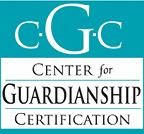 C·G·C
CENTER for
GUARDIANSHIP
CERTIFICATION